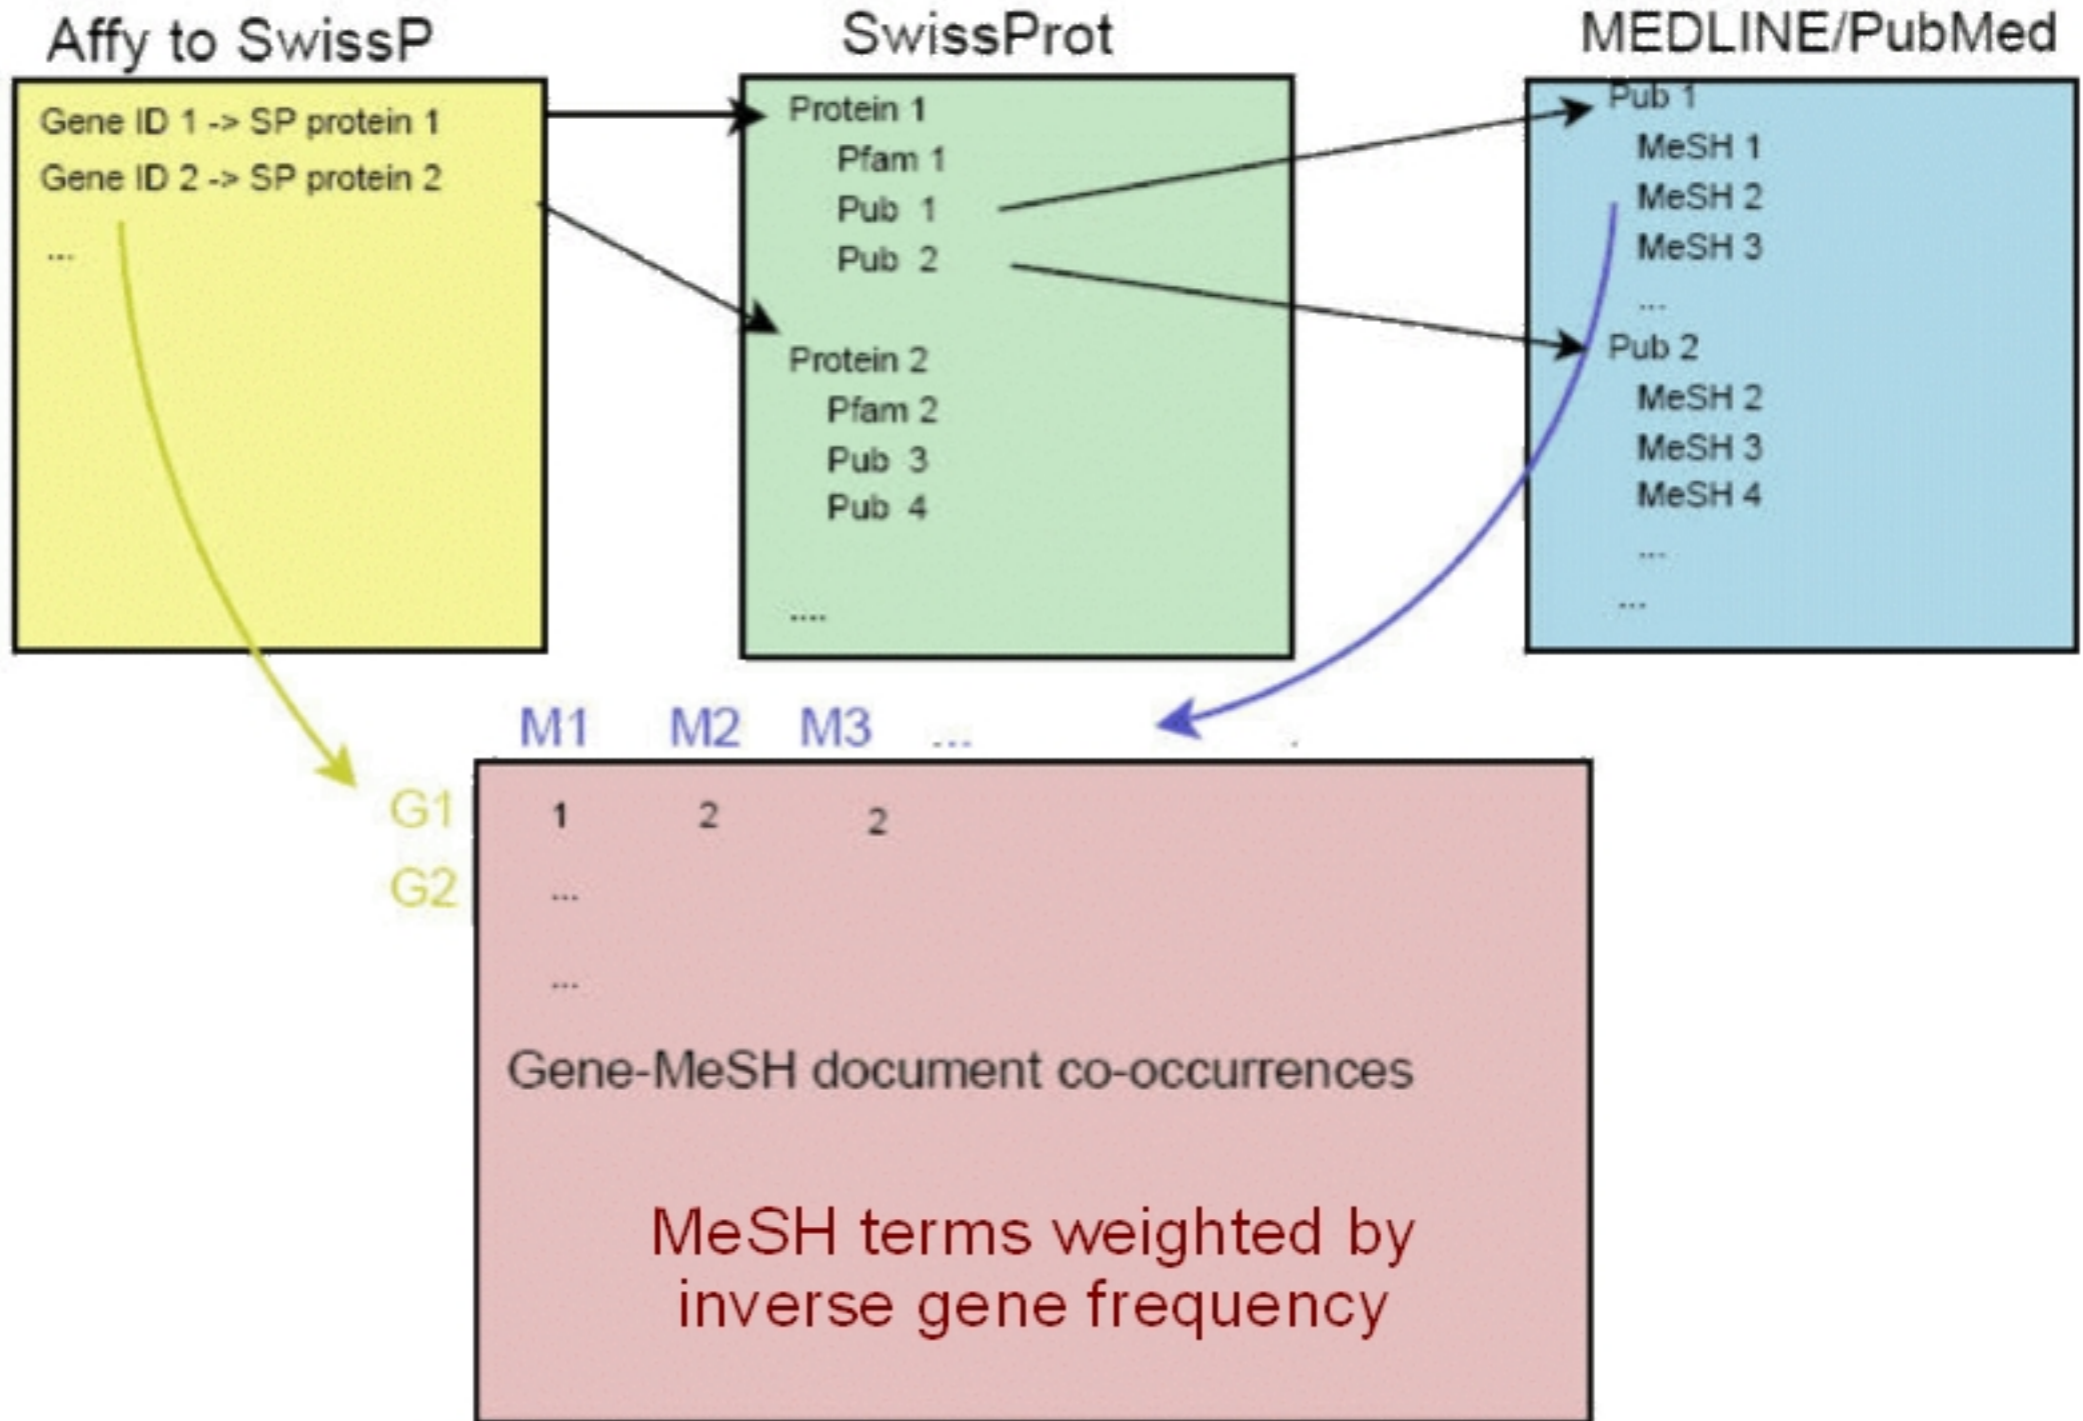 Affy to SwissP
Gene ID 1 -> SP protein 1
Gene ID 2 -> SP protein 2
...
SwissProt
Protein 1
Pfam 1
Pub 1
Pub 2
Protein 2
Pfam 2
Pub 3
Pub 4
....
MEDLINE/PubMed
Pub 1
MeSH 1
MeSH 2
MeSH 3
...
Pub 2
MeSH 2
MeSH 3
MeSH 4
...
...
M1 M2 M3 ...
G1 1 2 2
G2 ...
...
Gene-MeSH document co-occurrences
MeSH terms weighted by
inverse gene frequency